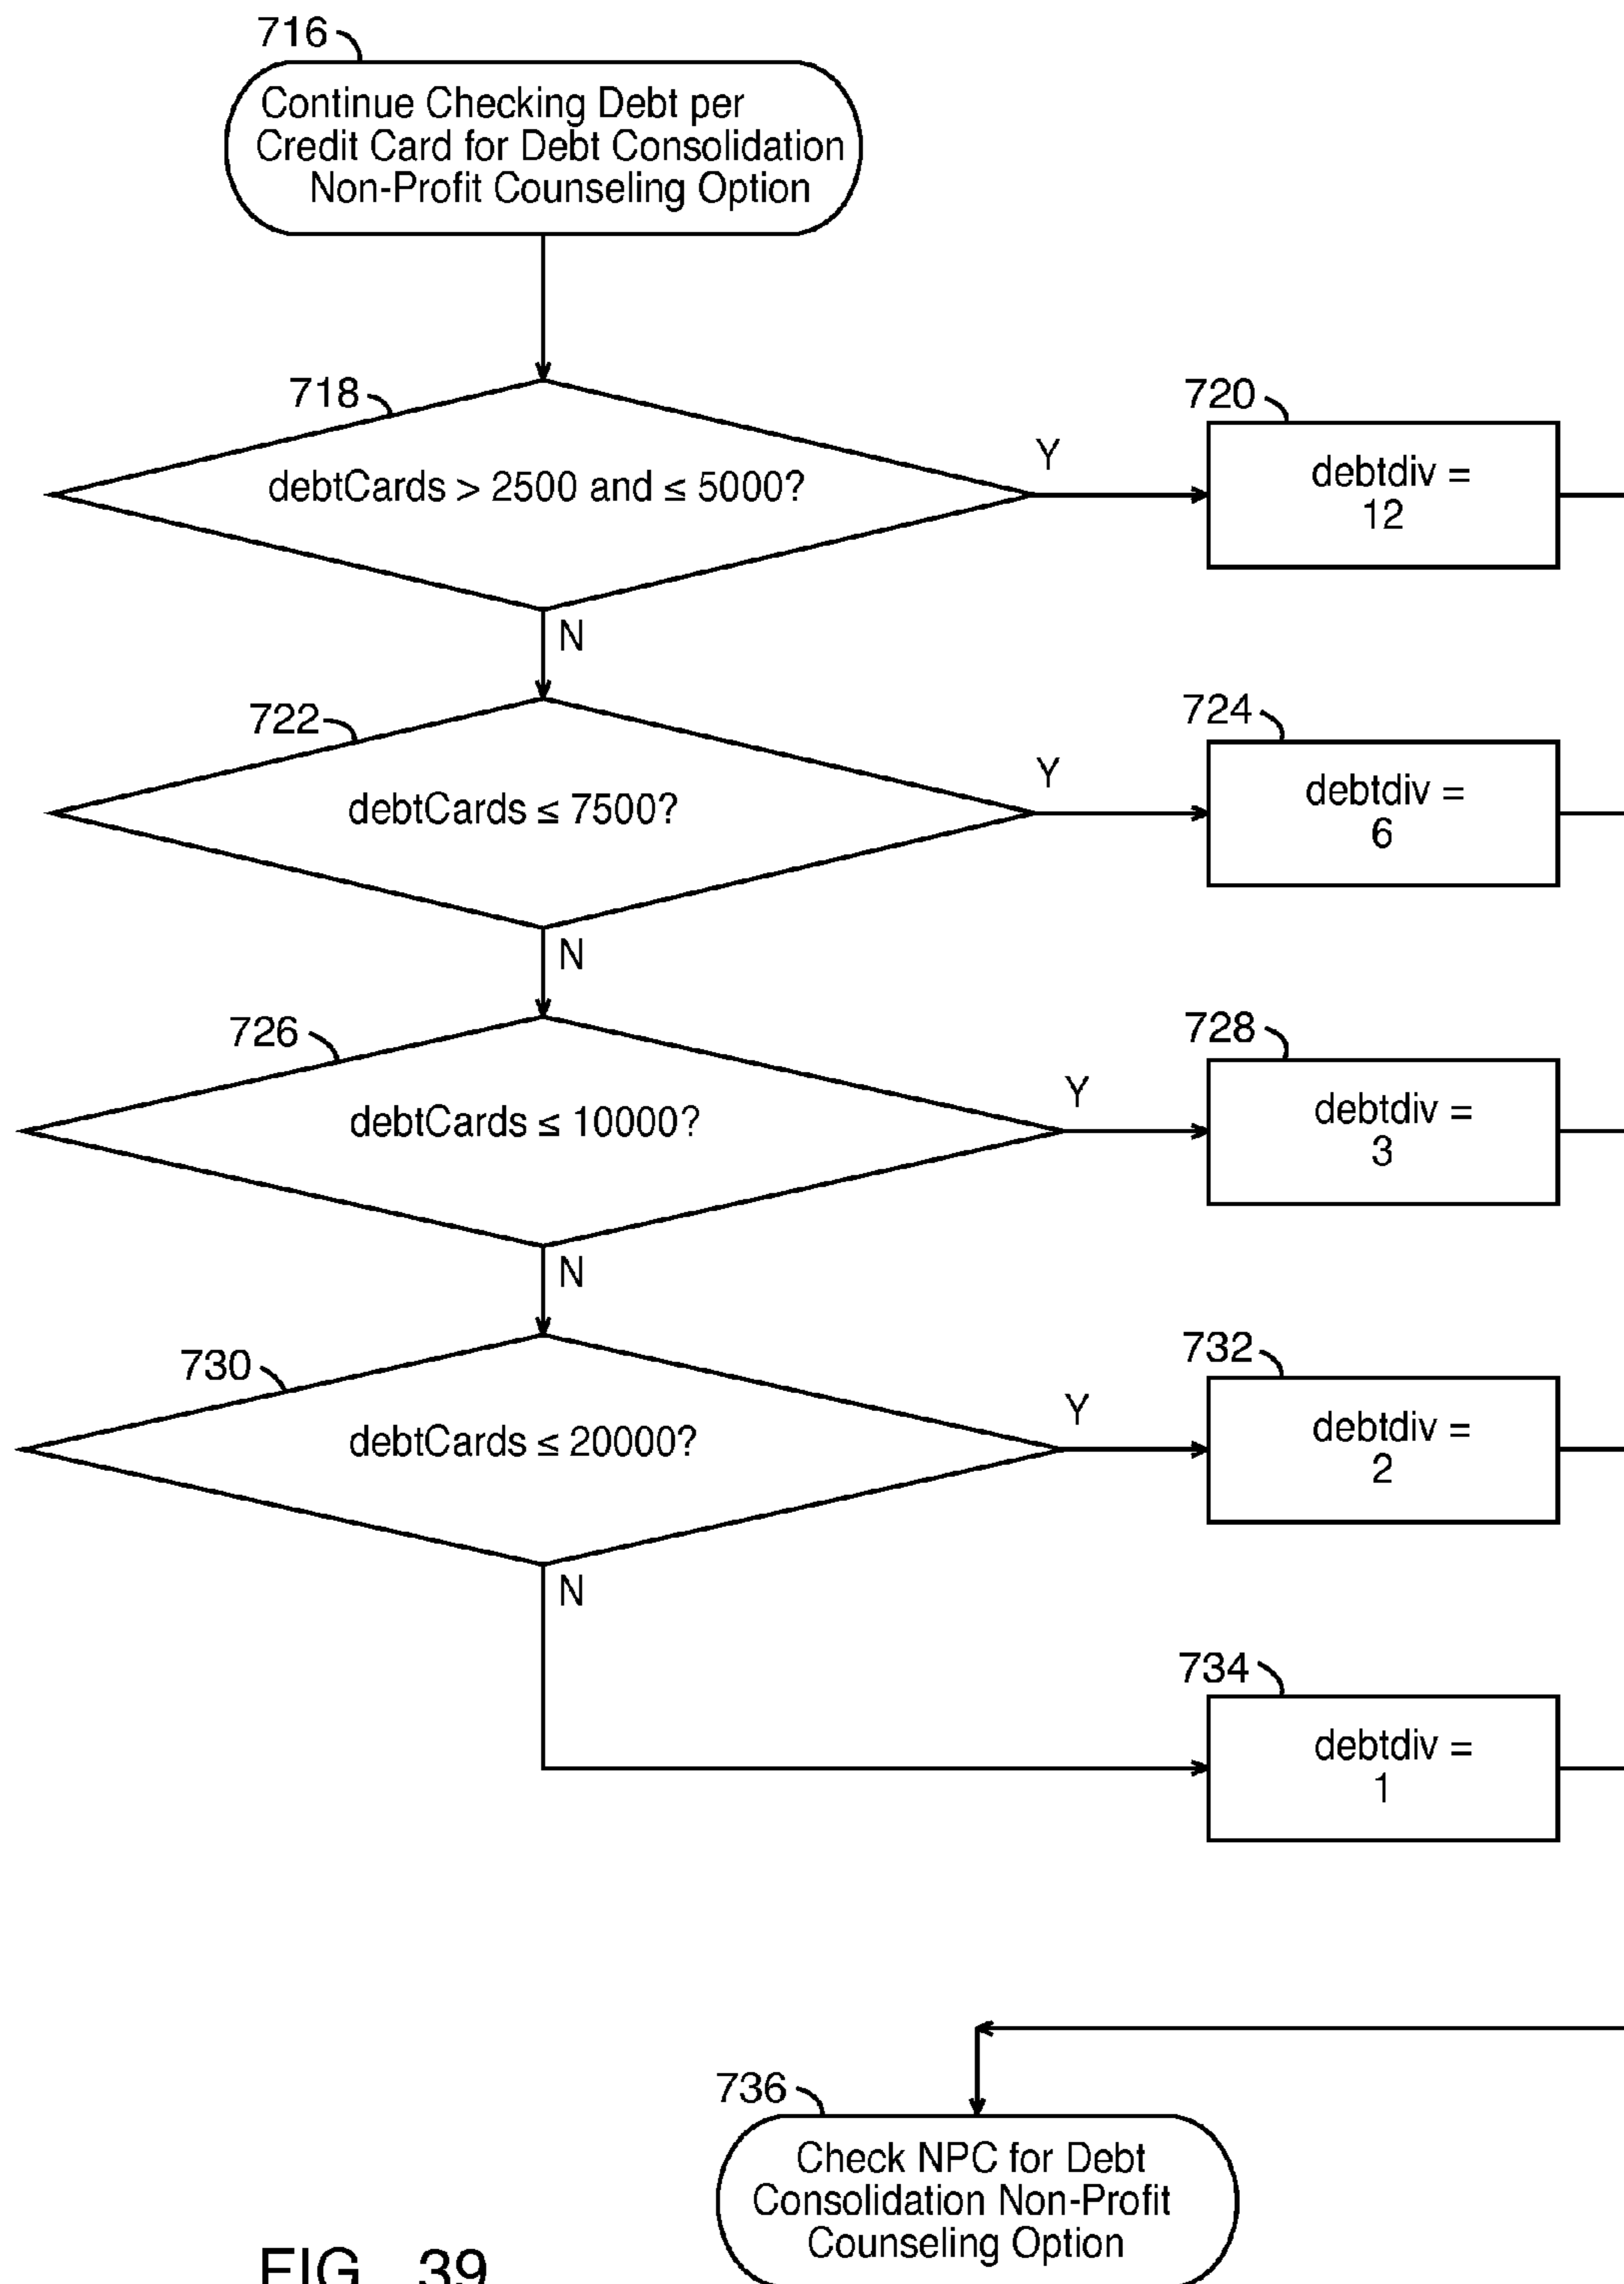 716
Continue Checking Debt per
Credit Card for Debt Consolidation
Non-Profit Counseling Option
718
debtCards > 2500 and ≤ 5000?
Y
720
debtdiv =
12
N
722
debtCards ≤ 7500?
Y
724
debtdiv =
6
N
726
debtCards ≤ 10000?
Y
728
debtdiv =
3
N
730
debtCards ≤ 20000?
Y
732
debtdiv =
2
N
734
debtdiv =
1
736
Check NPC for Debt
Consolidation Non-Profit
Counseling Option
FIG. 39